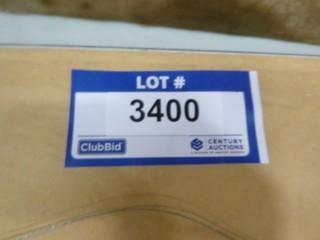 LOT #
3400
ClubBid
CENTURY
AUCTIONS